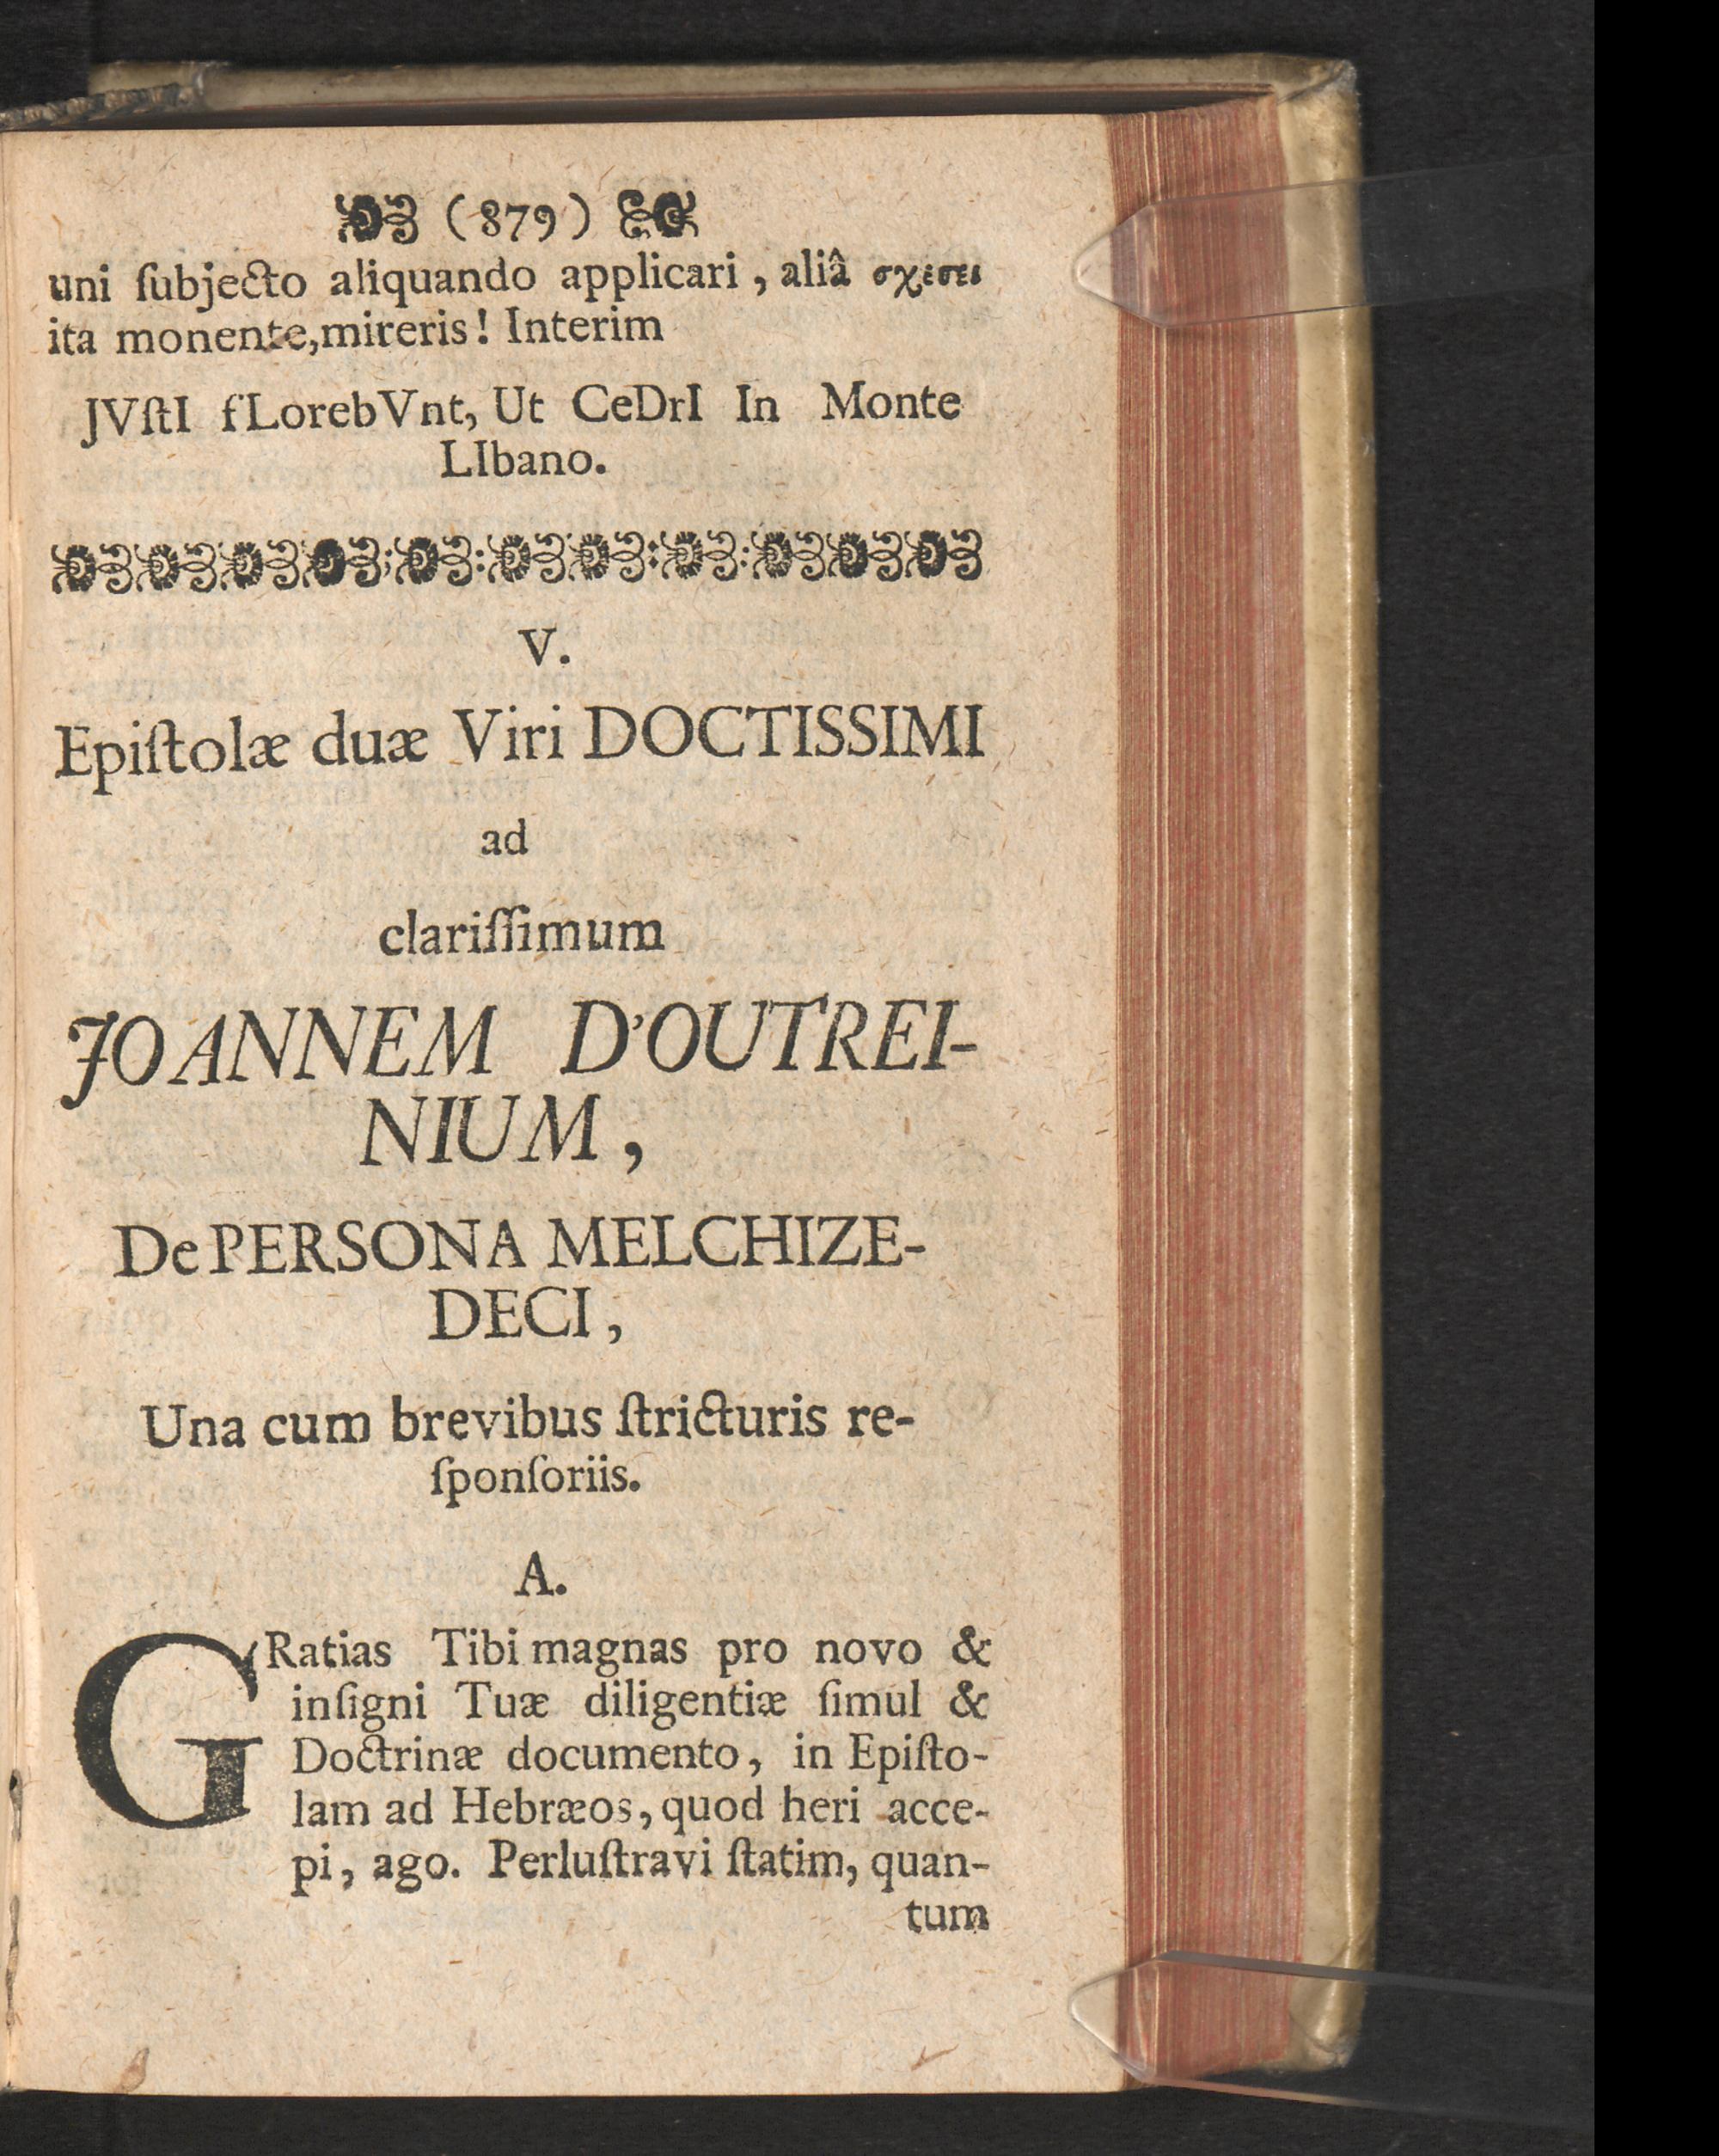 (879)
uni ſubjecto aliquando applicari, aliâ σχέσει
ita monente, mireris! Interim
JVſtI fLorebVnt, Ut CeDrI In Monte
LIbano.
V.
Epiſtolæ duæ Viri DOCTISSIMI
ad
clariſſimum
JOANNEM D'OUTREI-
NIUM,
De PERSONA MELCHIZE-
DECI,
Una cum brevibus ſtricturis re-
ſponſoriis.
A.
GRatias Tibi magnas pro novo &
inſigni Tuæ diligentiæ ſimul &
Doctrinæ documento, in Epiſto-
lam ad Hebræos, quod heri acce-
pi, ago. Perluſtravi ſtatim, quan-
tum